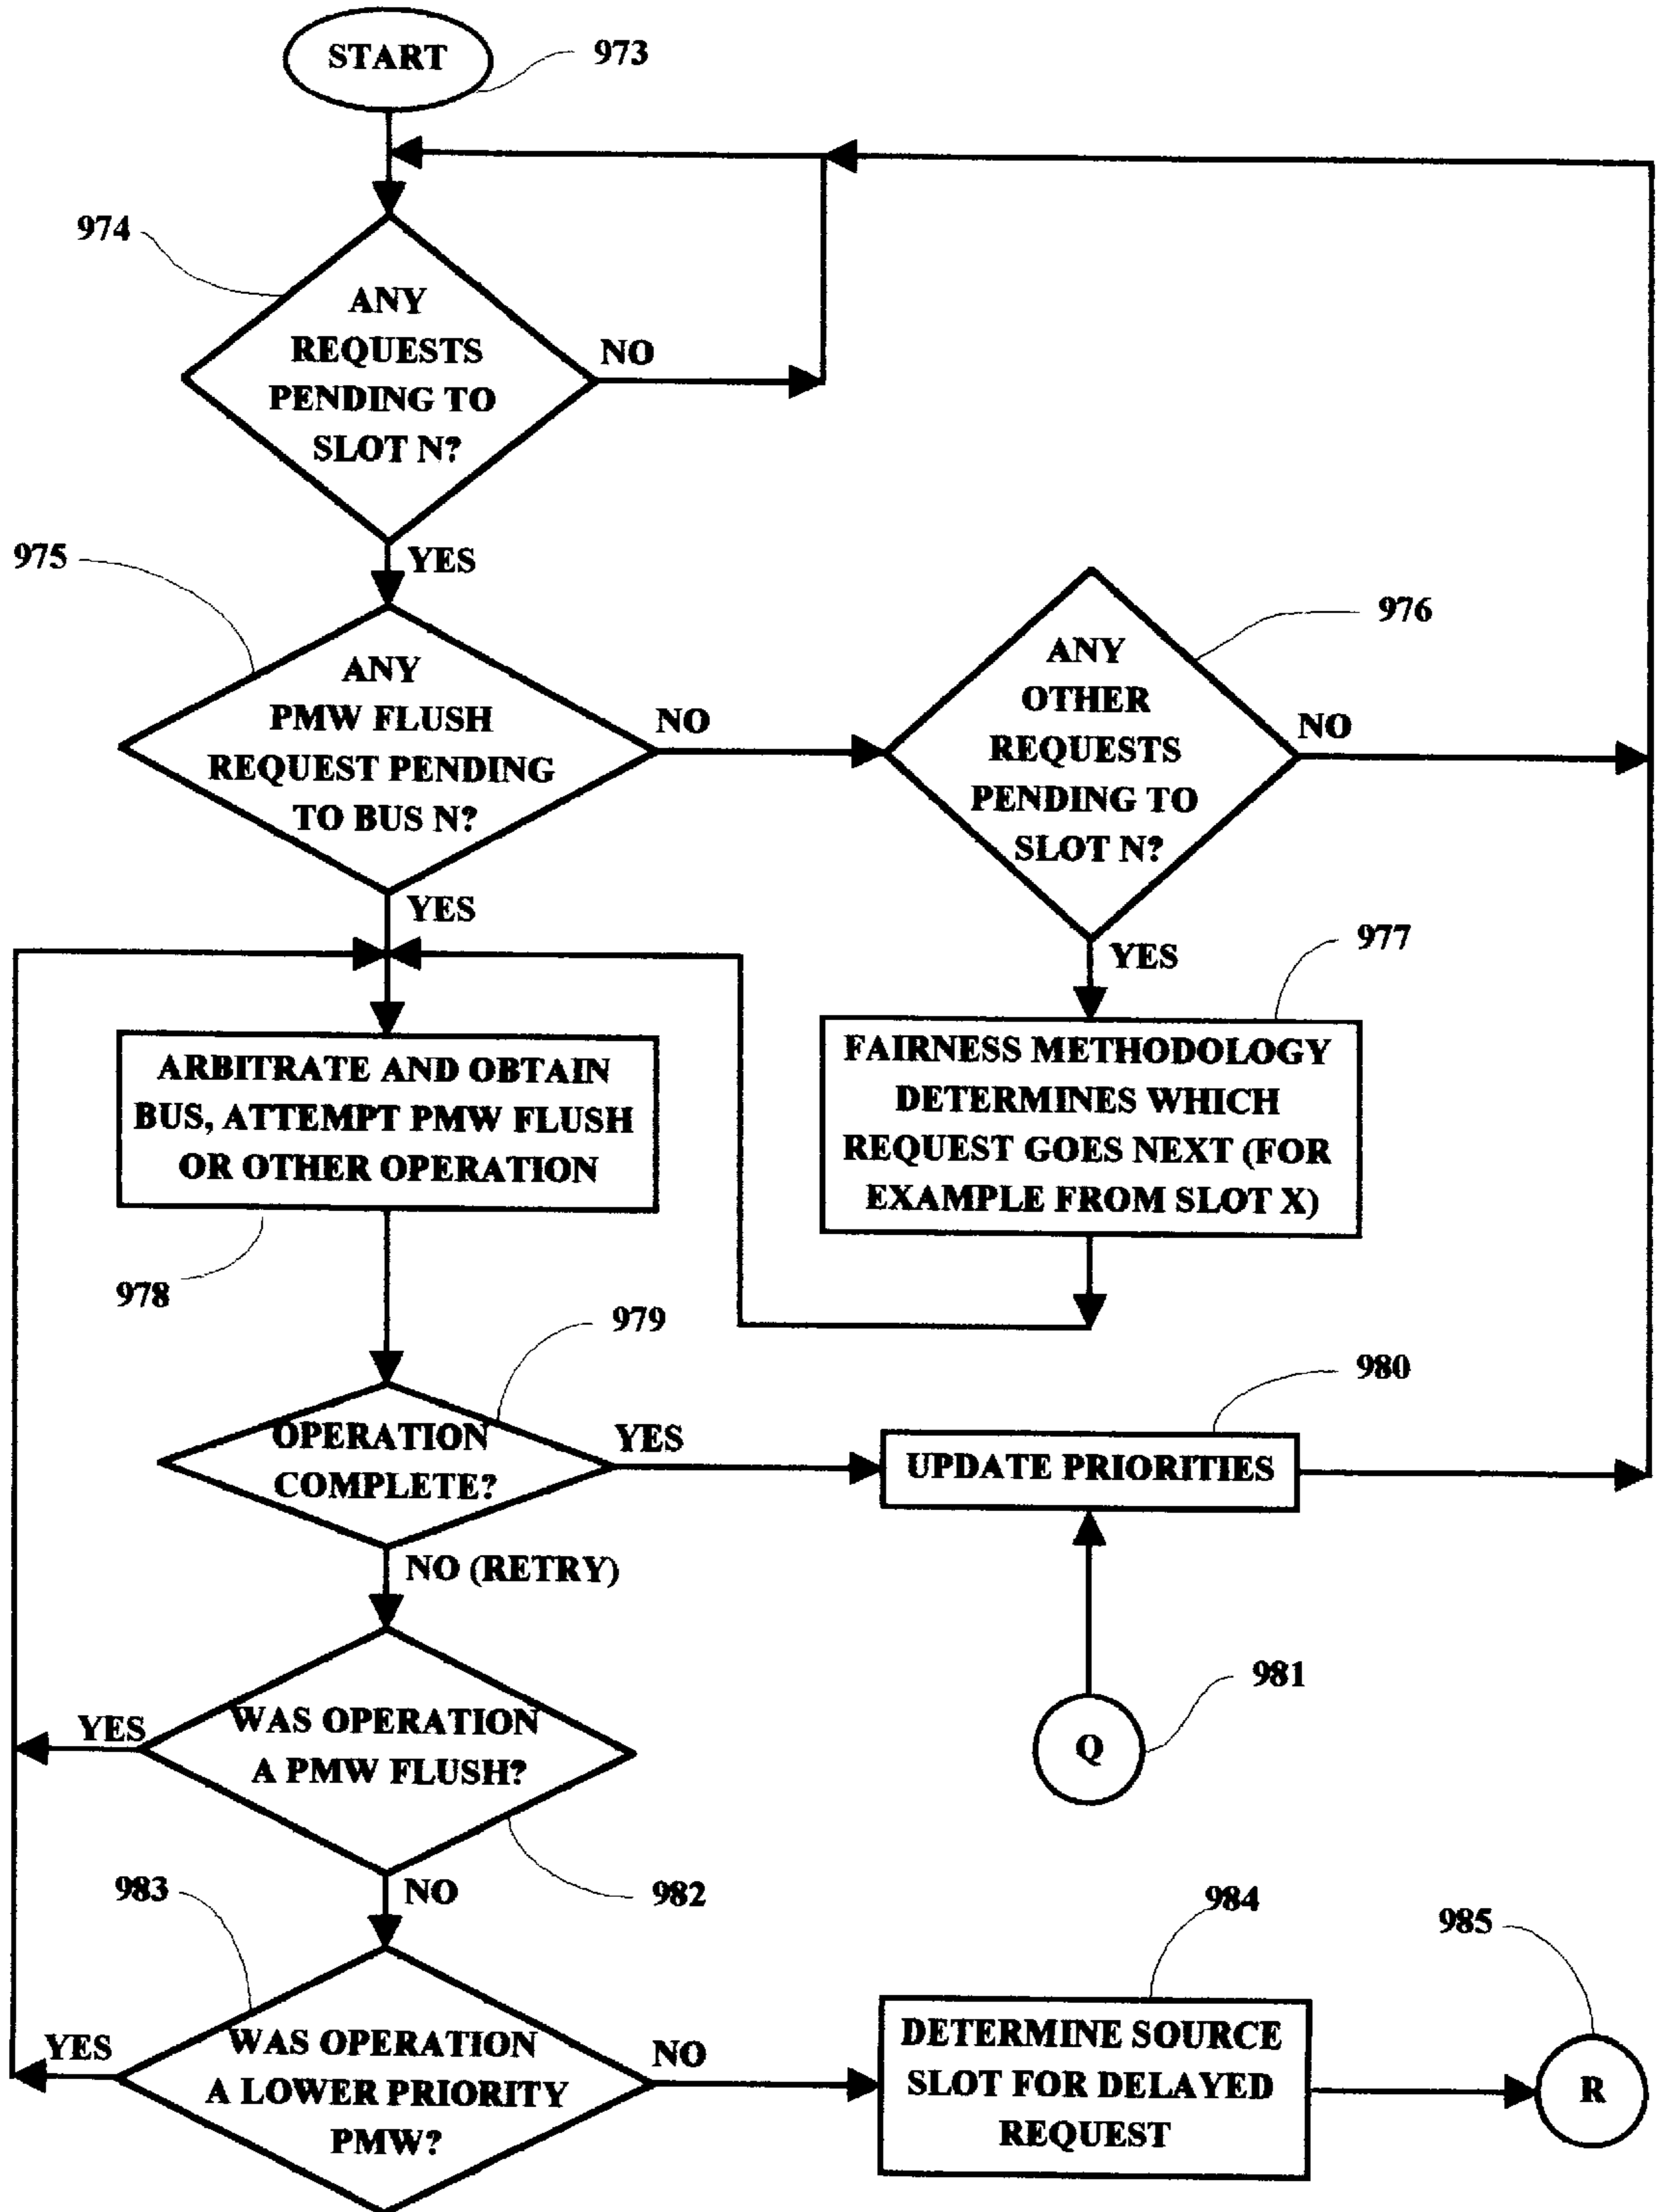 START
973
974
ANY
REQUESTS
PENDING TO
SLOT N?
NO
YES
975
ANY
PMW FLUSH
REQUEST PENDING
TO BUS N?
NO
YES
976
ANY
OTHER
REQUESTS
PENDING TO
SLOT N?
NO
YES
977
FAIRNESS METHODOLOGY
DETERMINES WHICH
REQUEST GOES NEXT (FOR
EXAMPLE FROM SLOT X)
ARBITRATE AND OBTAIN
BUS, ATTEMPT PMW FLUSH
OR OTHER OPERATION
978
979
OPERATION
COMPLETE?
YES
NO (RETRY)
980
UPDATE PRIORITIES
981
Q
WAS OPERATION
A PMW FLUSH?
YES
NO
982
983
WAS OPERATION
A LOWER PRIORITY
PMW?
YES
NO
984
DETERMINE SOURCE
SLOT FOR DELAYED
REQUEST
985
R